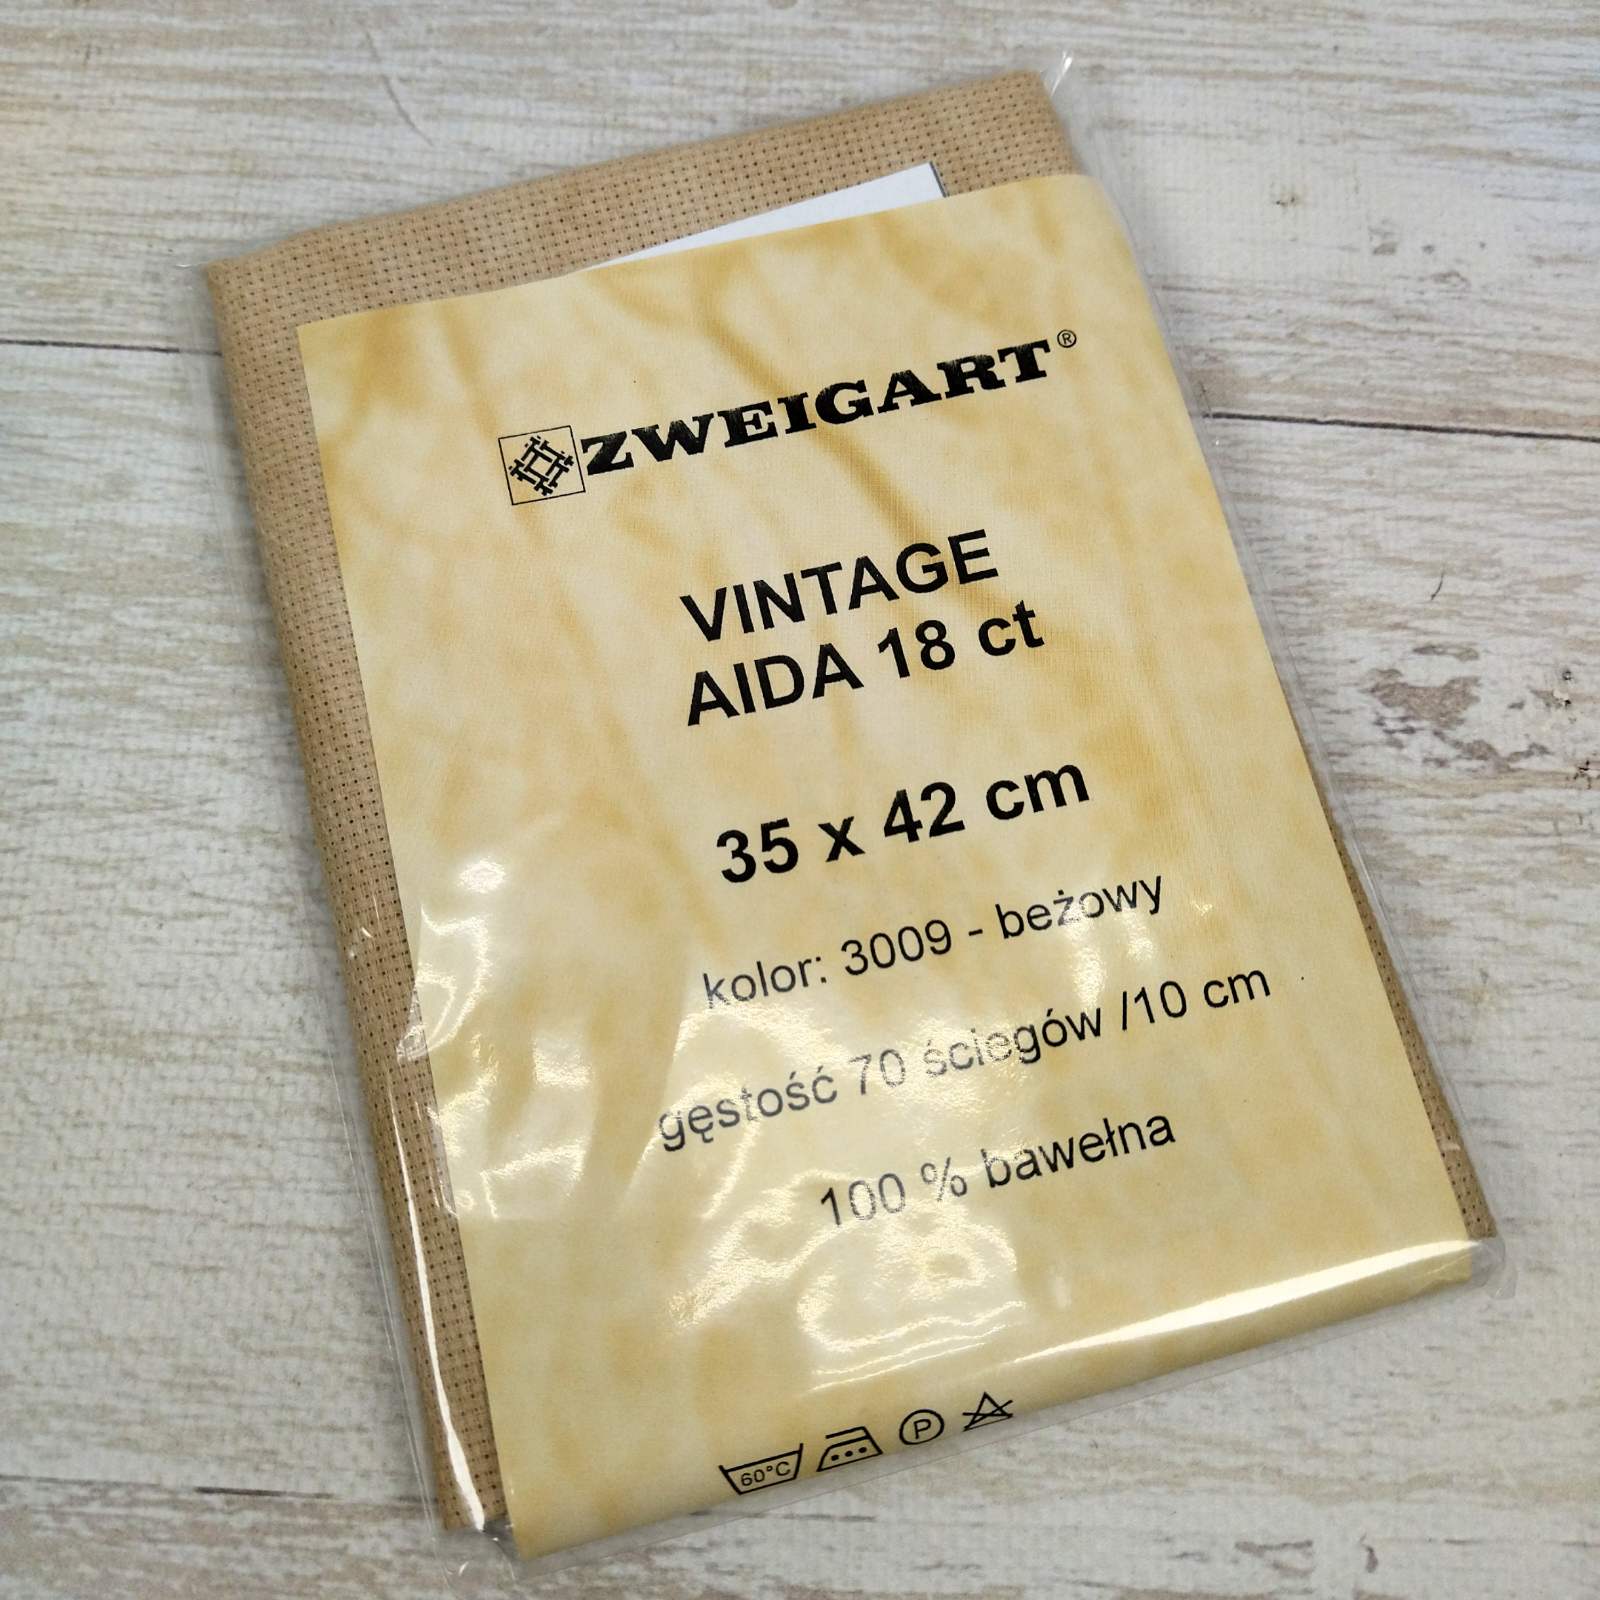 ZWEIGART®
VINTAGE
AIDA 18 ct
35 x 42 cm
kolor: 3009 - beżowy
gęstość 70 ściegów /10 cm
100 % bawełna
60°C P